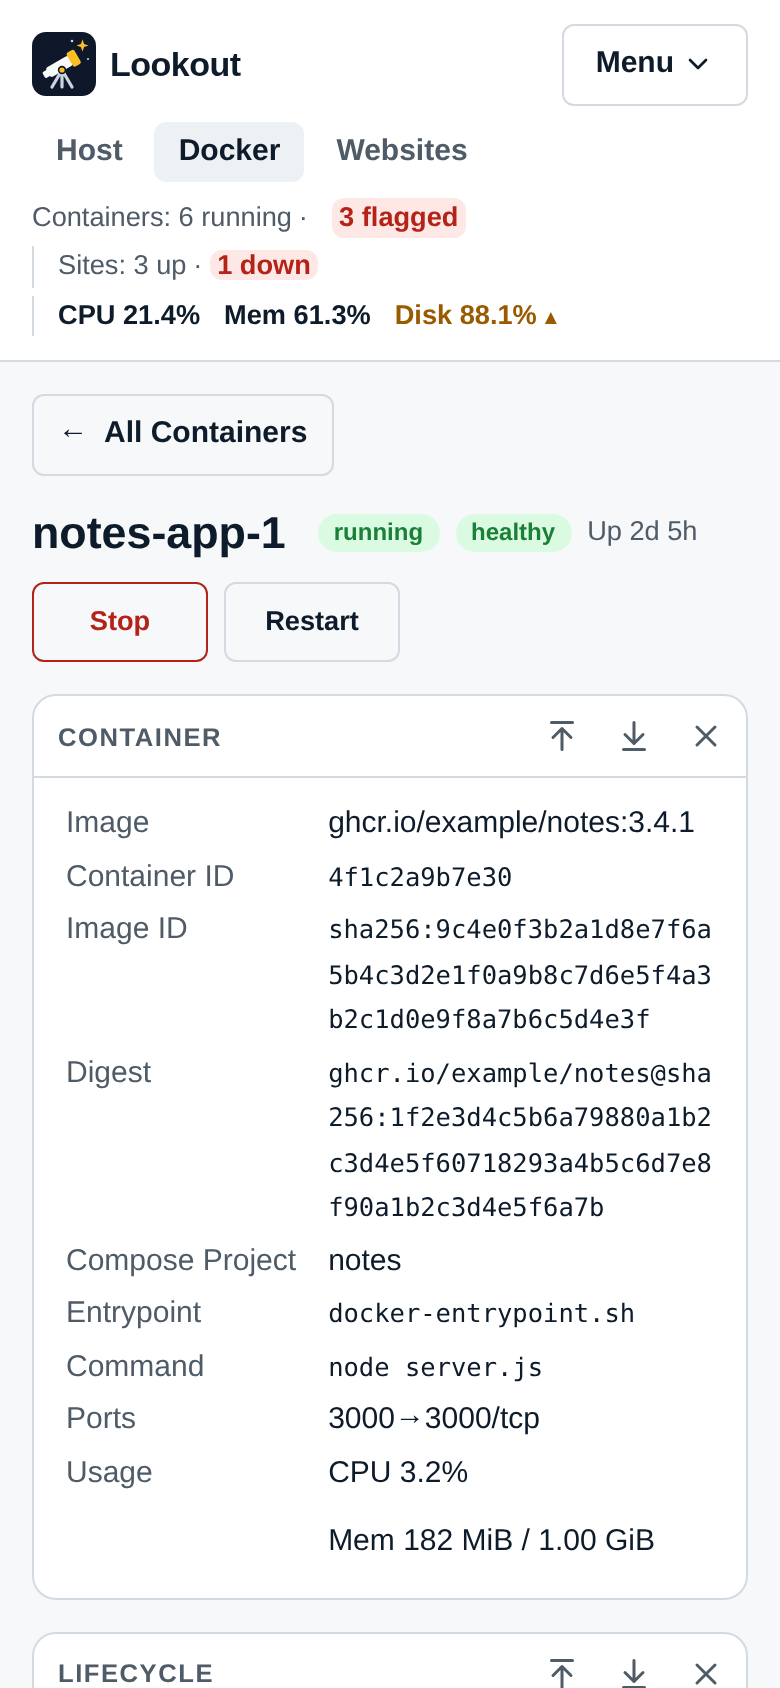 Lookout
Menu
Host Docker Websites
Containers: 6 running · 3 flagged
Sites: 3 up · 1 down
CPU 21.4% Mem 61.3% Disk 88.1% ▲
← All Containers
notes-app-1 running healthy Up 2d 5h
Stop Restart
CONTAINER
Image ghcr.io/example/notes:3.4.1
Container ID 4f1c2a9b7e30
Image ID sha256:9c4e0f3b2a1d8e7f6a
5b4c3d2e1f0a9b8c7d6e5f4a3
b2c1d0e9f8a7b6c5d4e3f
Digest ghcr.io/example/notes@sha
256:1f2e3d4c5b6a79880a1b2
c3d4e5f60718293a4b5c6d7e8
f90a1b2c3d4e5f6a7b
Compose Project notes
Entrypoint docker-entrypoint.sh
Command node server.js
Ports 3000→3000/tcp
Usage CPU 3.2%
Mem 182 MiB / 1.00 GiB
LIFECYCLE